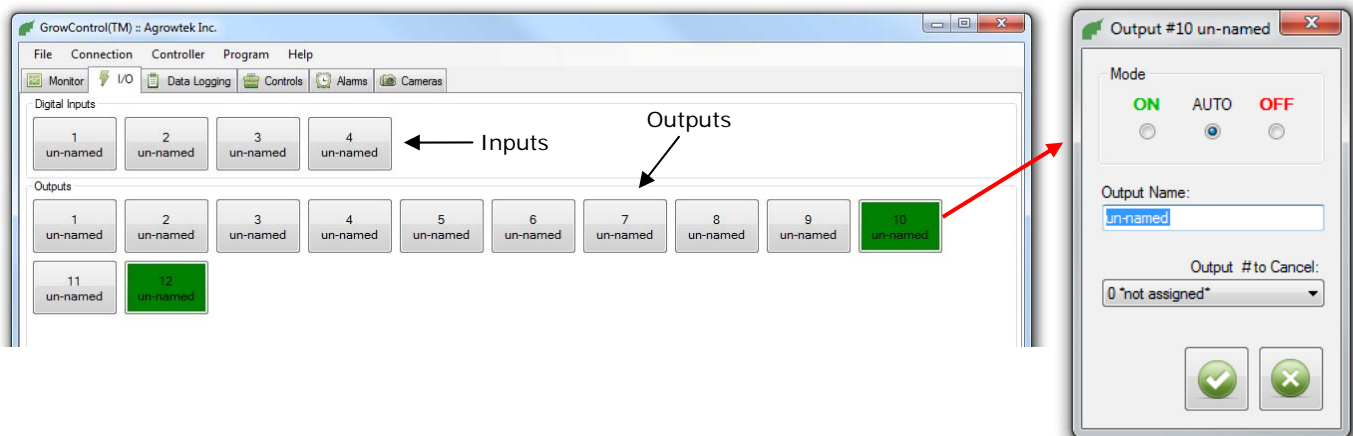 GrowControl(TM) :: Agrowtek Inc.
File Connection Controller Program Help
Monitor I/O Data Logging Controls Alarms Cameras
Digital Inputs
1 2 3 4
un-named un-named un-named un-named
Inputs
Outputs
Outputs
1 2 3 4 5 6 7 8 9 10
un-named un-named un-named un-named un-named un-named un-named un-named un-named un-named
11 12
un-named un-named
Output #10 un-named
Mode
ON AUTO OFF
Output Name:
un-named
Output # to Cancel:
0 *not assigned*